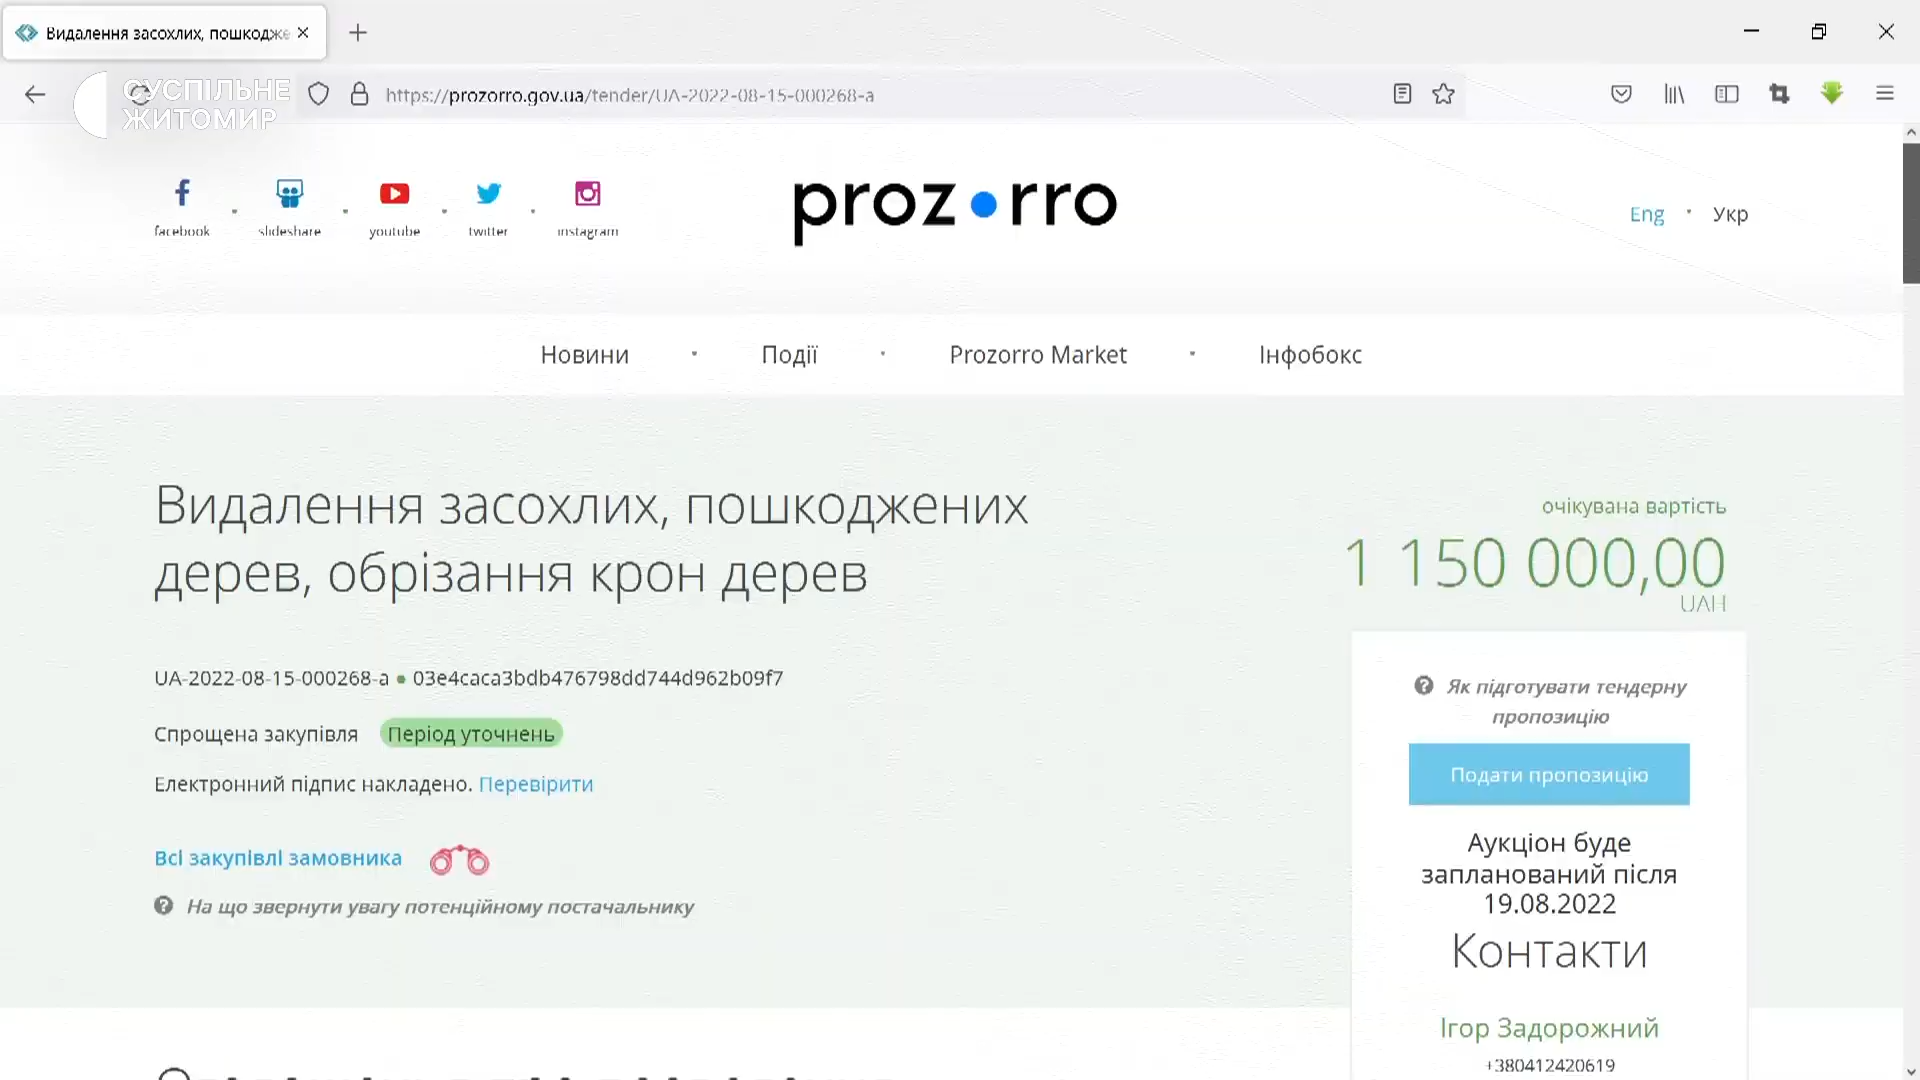 Видалення засохлих, пошкодже
СУСПІЛЬНЕ
ЖИТОМИР
https://prozorro.gov.ua/tender/UA-2022-08-15-000268-a
facebook
slideshare
youtube
twitter
instagram
prozorro
Eng · Укр
Новини · Події · Prozorro Market · Інфобокс
Видалення засохлих, пошкоджених
дерев, обрізання крон дерев
очікувана вартість
1 150 000,00
UAH
UA-2022-08-15-000268-a ● 03e4caca3bdb476798dd744d962b09f7
Спрощена закупівля Період уточнень
Електронний підпис накладено. Перевірити
Всі закупівлі замовника
На що звернути увагу потенційному постачальнику
Як підготувати тендерну
пропозицію
Подати пропозицію
Аукціон буде
запланований після
19.08.2022
Контакти
Ігор Задорожний
+380412420619